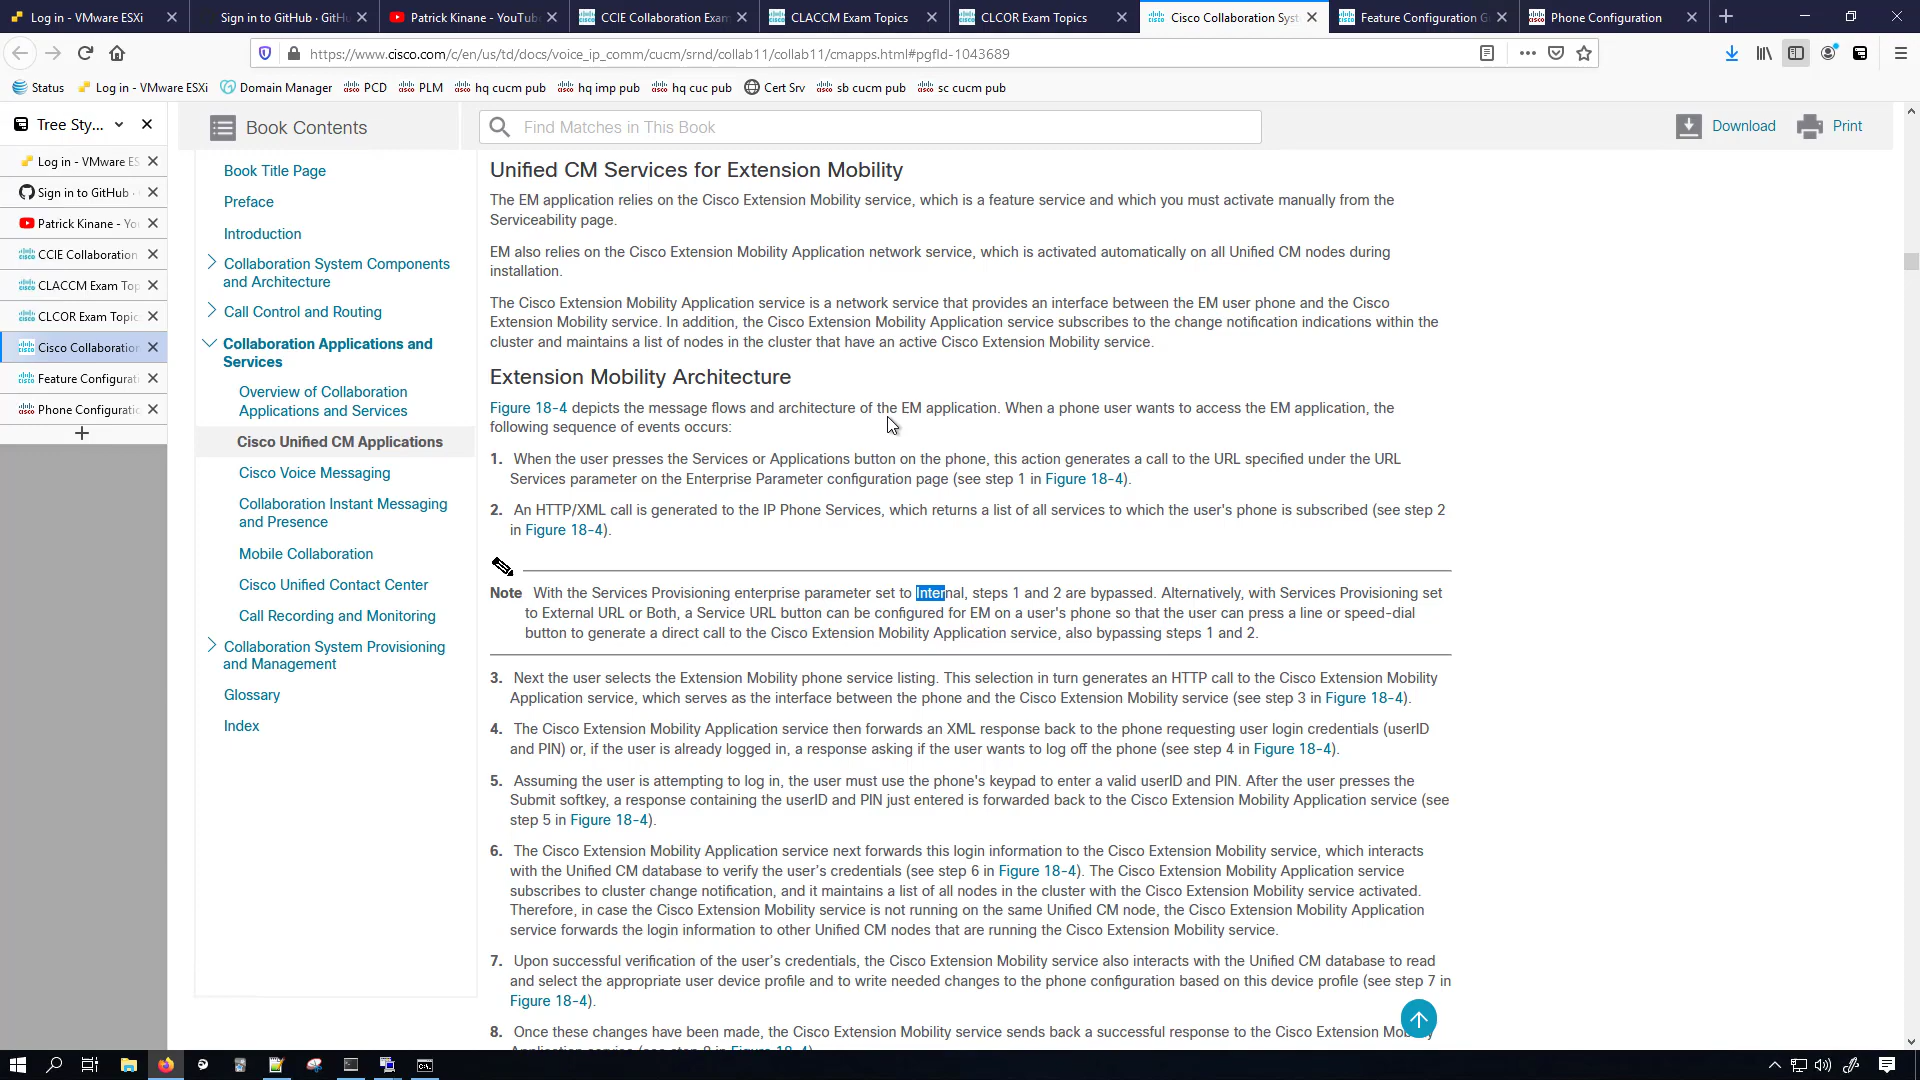 Log in - VMware ESXi
Sign in to GitHub · GitHu
Patrick Kinane - YouTube
CCIE Collaboration Exam
CLACCM Exam Topics
CLCOR Exam Topics
Cisco Collaboration Syst
Feature Configuration G
Phone Configuration
https://www.cisco.com/c/en/us/td/docs/voice_ip_comm/cucm/srnd/collab11/collab11/cmapps.html#pgfId-1043689
Status
Log in - VMware ESXi
Domain Manager
PCD
PLM
hq cucm pub
hq imp pub
hq cuc pub
Cert Srv
sb cucm pub
sc cucm pub
Tree Sty...
Log in - VMware ES
Sign in to GitHub ·
Patrick Kinane - Yo
CCIE Collaboration
CLACCM Exam Top
CLCOR Exam Topic
Cisco Collaboration
Feature Configurat
Phone Configuratio
Book Contents
Find Matches in This Book
Download
Print
Book Title Page
Preface
Introduction
Collaboration System Components
and Architecture
Call Control and Routing
Collaboration Applications and
Services
Overview of Collaboration
Applications and Services
Cisco Unified CM Applications
Cisco Voice Messaging
Collaboration Instant Messaging
and Presence
Mobile Collaboration
Cisco Unified Contact Center
Call Recording and Monitoring
Collaboration System Provisioning
and Management
Glossary
Index
Unified CM Services for Extension Mobility
The EM application relies on the Cisco Extension Mobility service, which is a feature service and which you must activate manually from the
Serviceability page.
EM also relies on the Cisco Extension Mobility Application network service, which is activated automatically on all Unified CM nodes during
installation.
The Cisco Extension Mobility Application service is a network service that provides an interface between the EM user phone and the Cisco
Extension Mobility service. In addition, the Cisco Extension Mobility Application service subscribes to the change notification indications within the
cluster and maintains a list of nodes in the cluster that have an active Cisco Extension Mobility service.
Extension Mobility Architecture
Figure 18-4 depicts the message flows and architecture of the EM application. When a phone user wants to access the EM application, the
following sequence of events occurs:
1. When the user presses the Services or Applications button on the phone, this action generates a call to the URL specified under the URL
Services parameter on the Enterprise Parameter configuration page (see step 1 in Figure 18-4).
2. An HTTP/XML call is generated to the IP Phone Services, which returns a list of all services to which the user's phone is subscribed (see step 2
in Figure 18-4).
Note With the Services Provisioning enterprise parameter set to Internal, steps 1 and 2 are bypassed. Alternatively, with Services Provisioning set
to External URL or Both, a Service URL button can be configured for EM on a user's phone so that the user can press a line or speed-dial
button to generate a direct call to the Cisco Extension Mobility Application service, also bypassing steps 1 and 2.
3. Next the user selects the Extension Mobility phone service listing. This selection in turn generates an HTTP call to the Cisco Extension Mobility
Application service, which serves as the interface between the phone and the Cisco Extension Mobility service (see step 3 in Figure 18-4).
4. The Cisco Extension Mobility Application service then forwards an XML response back to the phone requesting user login credentials (userID
and PIN) or, if the user is already logged in, a response asking if the user wants to log off the phone (see step 4 in Figure 18-4).
5. Assuming the user is attempting to log in, the user must use the phone's keypad to enter a valid userID and PIN. After the user presses the
Submit softkey, a response containing the userID and PIN just entered is forwarded back to the Cisco Extension Mobility Application service (see
step 5 in Figure 18-4).
6. The Cisco Extension Mobility Application service next forwards this login information to the Cisco Extension Mobility service, which interacts
with the Unified CM database to verify the user's credentials (see step 6 in Figure 18-4). The Cisco Extension Mobility Application service
subscribes to cluster change notification, and it maintains a list of all nodes in the cluster with the Cisco Extension Mobility service activated.
Therefore, in case the Cisco Extension Mobility service is not running on the same Unified CM node, the Cisco Extension Mobility Application
service forwards the login information to other Unified CM nodes that are running the Cisco Extension Mobility service.
7. Upon successful verification of the user's credentials, the Cisco Extension Mobility service also interacts with the Unified CM database to read
and select the appropriate user device profile and to write needed changes to the phone configuration based on this device profile (see step 7 in
Figure 18-4).
8. Once these changes have been made, the Cisco Extension Mobility service sends back a successful response to the Cisco Extension Mobility
Application service (see step 8 in Figure 18-4).